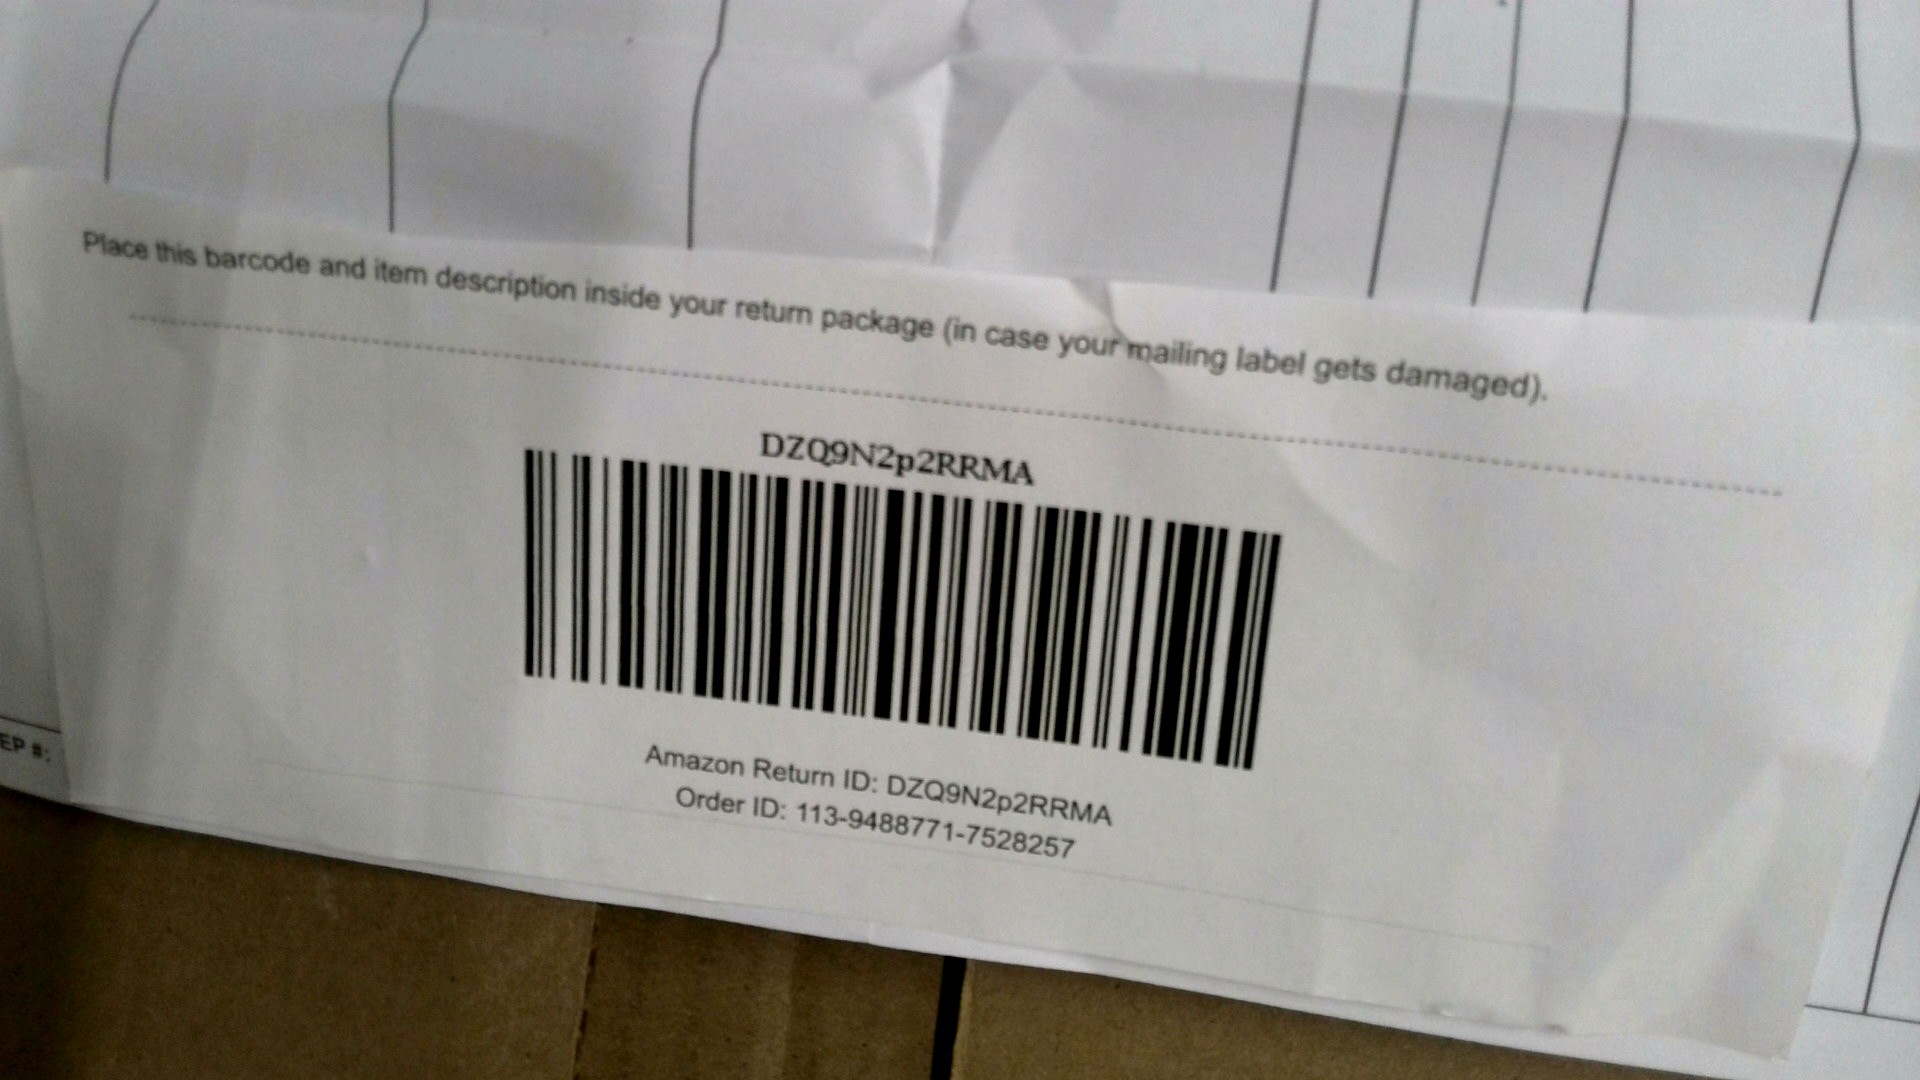 Place this barcode and item description inside your return package (in case your mailing label gets damaged).
DZQ9N2p2RRMA
Amazon Return ID: DZQ9N2p2RRMA
Order ID: 113-9488771-7528257
EP #: